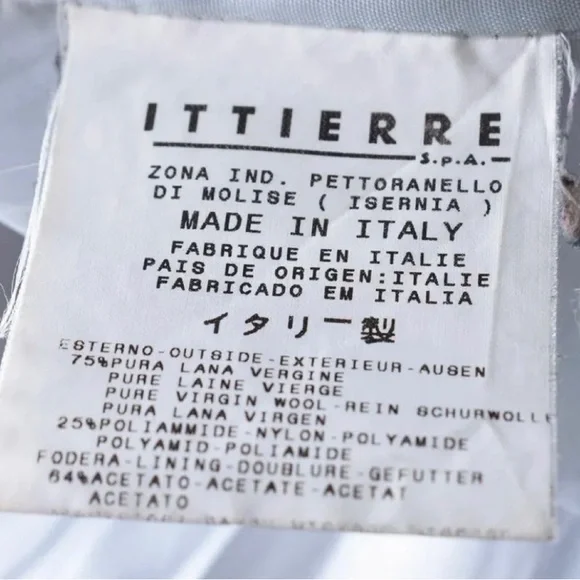 ITTIERRE
S.p.A.
ZONA IND. PETTORANELLO
DI MOLISE ( ISERNIA )
MADE IN ITALY
FABRIQUE EN ITALIE
PAIS DE ORIGEN:ITALIE
FABRICADO EM ITALIA
イタリー製
ESTERNO-OUTSIDE-EXTERIEUR-AUSEN
75%PURA LANA VERGINE
PURE LAINE VIERGE
PURE VIRGIN WOOL-REIN SCHURWOLLE
PURA LANA VIRGEN
25%POLIAMMIDE-NYLON-POLYAMIDE
POLYAMID-POLIAMIDE
FODERA-LINING-DOUBLURE-GEFUTTER
64%ACETATO-ACETATE-ACETAT
ACETATO